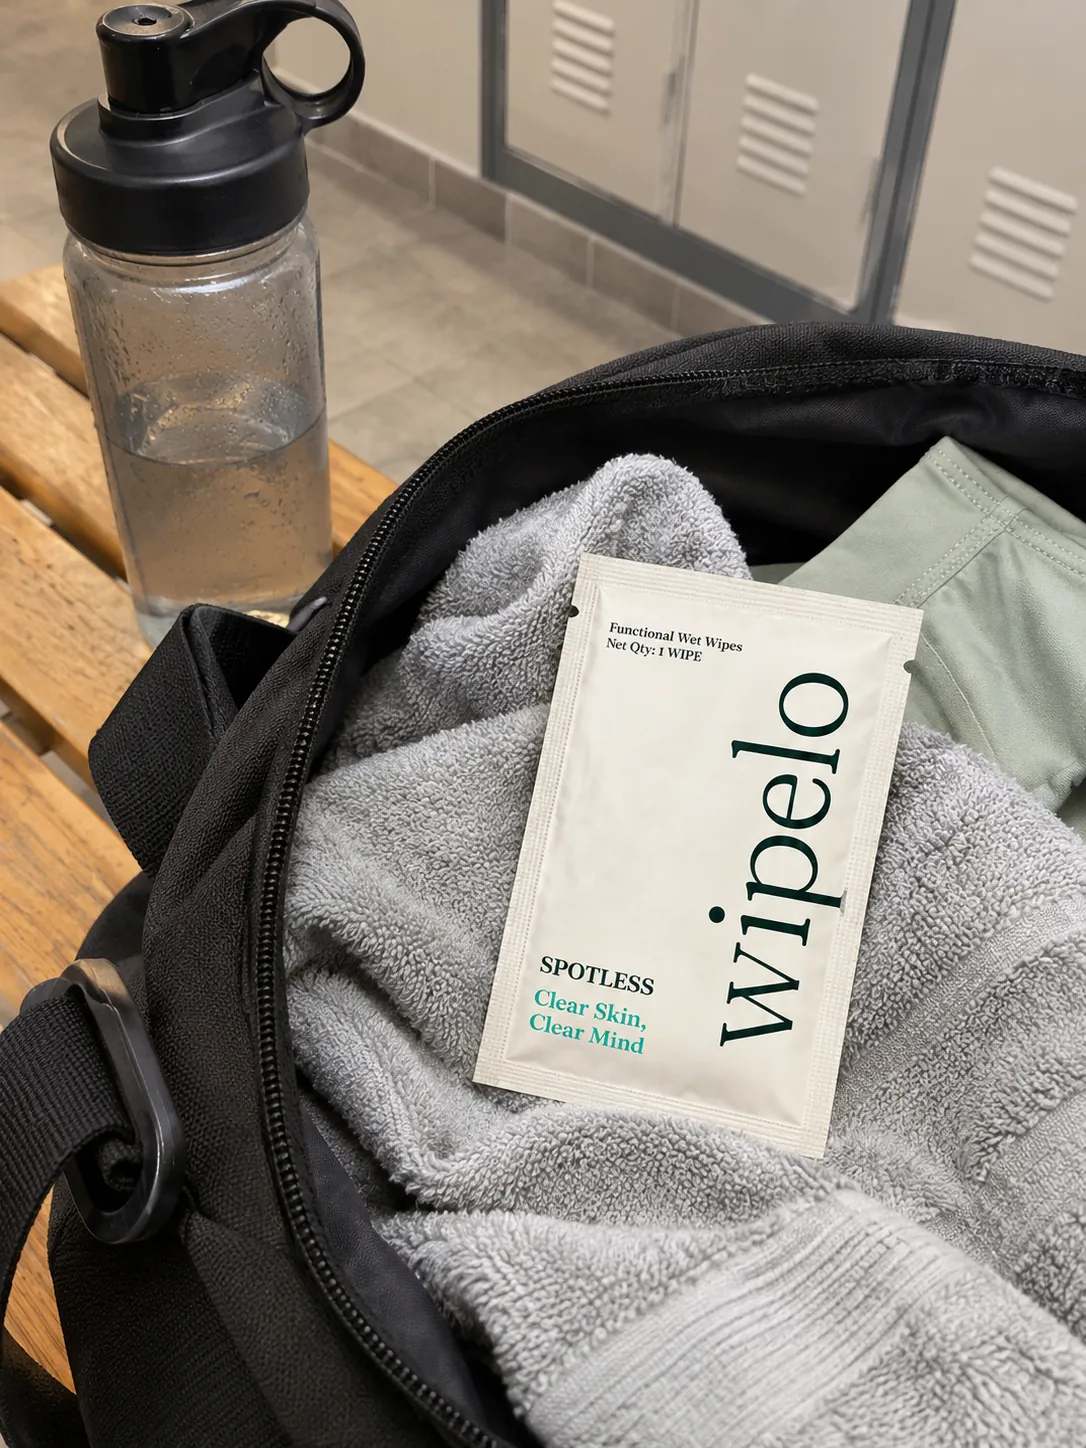 Functional Wet Wipes
Net Qty: 1 WIPE
wipelo
SPOTLESS
Clear Skin,
Clear Mind